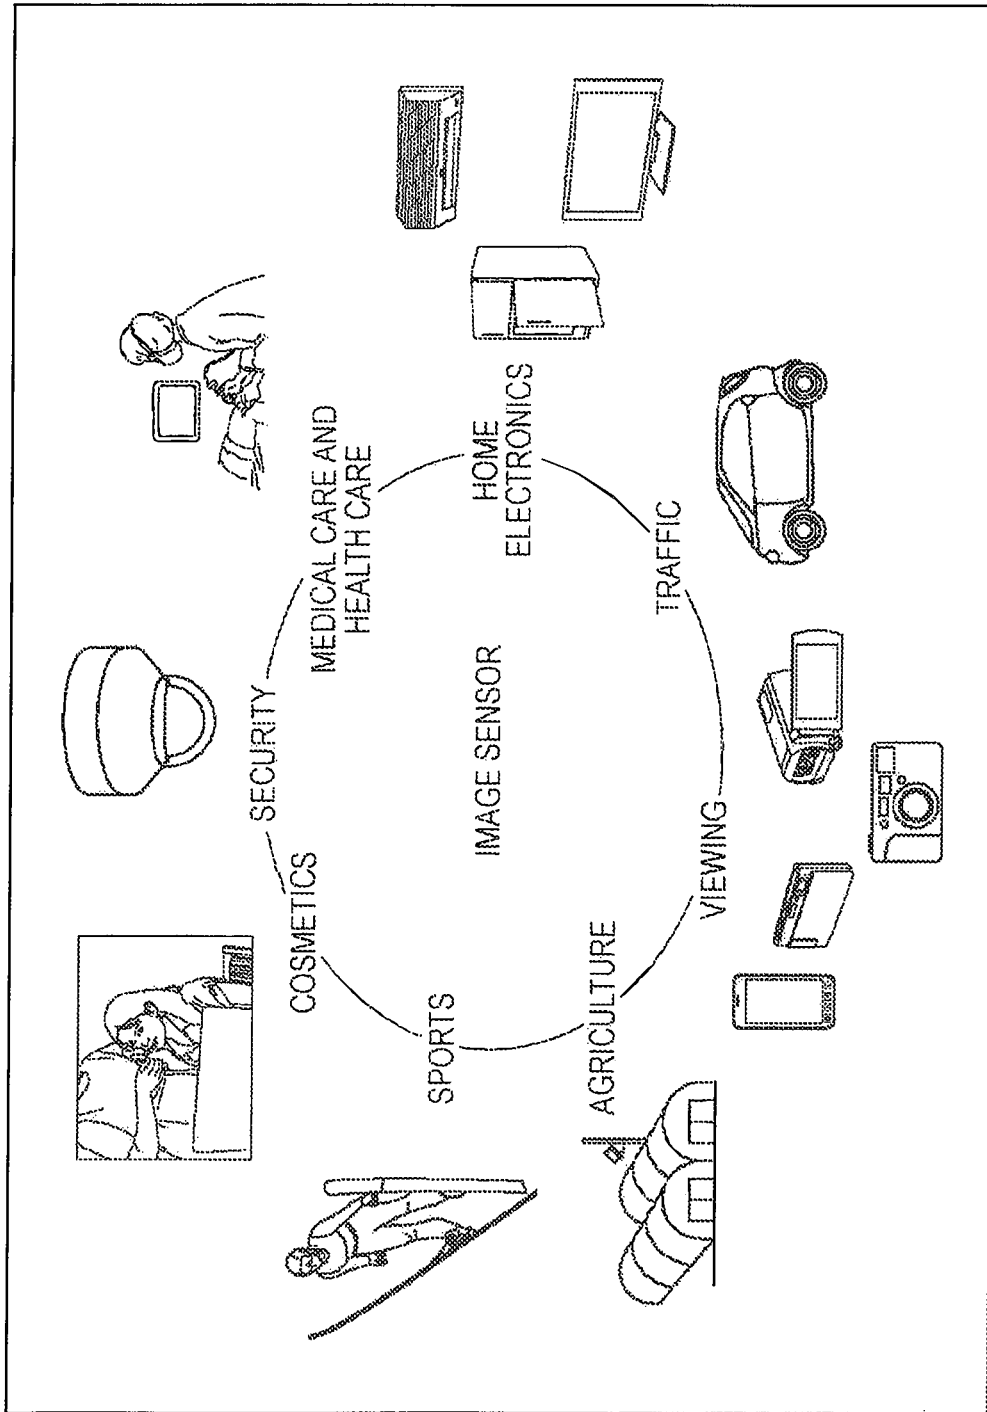 SECURITY
MEDICAL CARE AND
HEALTH CARE
COSMETICS
HOME
ELECTRONICS
SPORTS
IMAGE SENSOR
AGRICULTURE
TRAFFIC
VIEWING